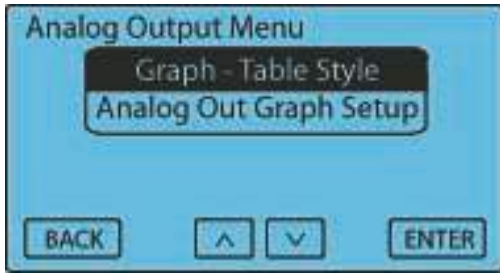 Analog Output Menu
Graph - Table Style
Analog Out Graph Setup
BACK
ENTER